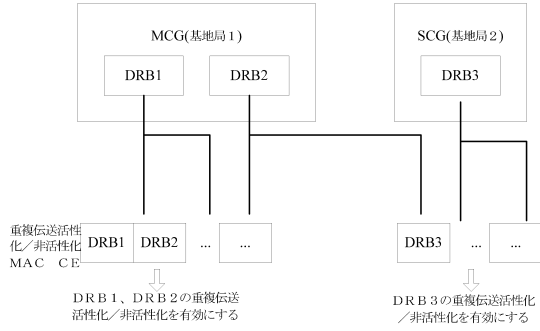 MCG(基地局１)
SCG(基地局２)
DRB1
DRB2
DRB3
重複伝送活性
化／非活性化
ＭＡＣ　ＣＥ
DRB1
DRB2
...
...
DRB3
...
...
ＤＲＢ１、ＤＲＢ２の重複伝送
活性化／非活性化を有効にする
ＤＲＢ３の重複伝送活性化
／非活性化を有効にする